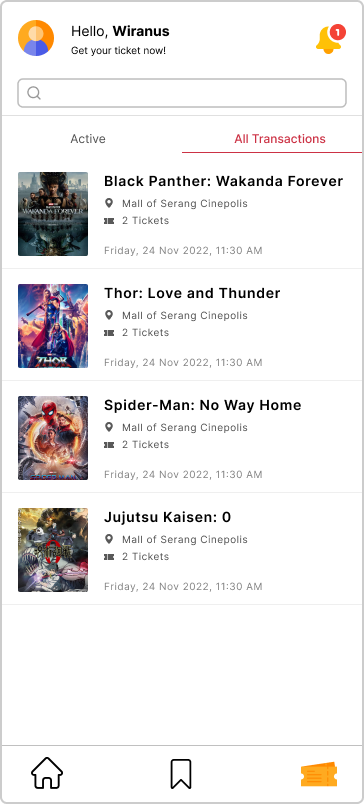 Hello, Wiranus
1
Get your ticket now!
Active
All Transactions
Black Panther: Wakanda Forever
Mall of Serang Cinepolis
2 Tickets
WAKANDA FOREVER
Friday, 24 Nov 2022, 11:30 AM
Thor: Love and Thunder
Mall of Serang Cinepolis
2 Tickets
THOR
Friday, 24 Nov 2022, 11:30 AM
Spider-Man: No Way Home
Mall of Serang Cinepolis
2 Tickets
Friday, 24 Nov 2022, 11:30 AM
Jujutsu Kaisen: 0
Mall of Serang Cinepolis
2 Tickets
Friday, 24 Nov 2022, 11:30 AM